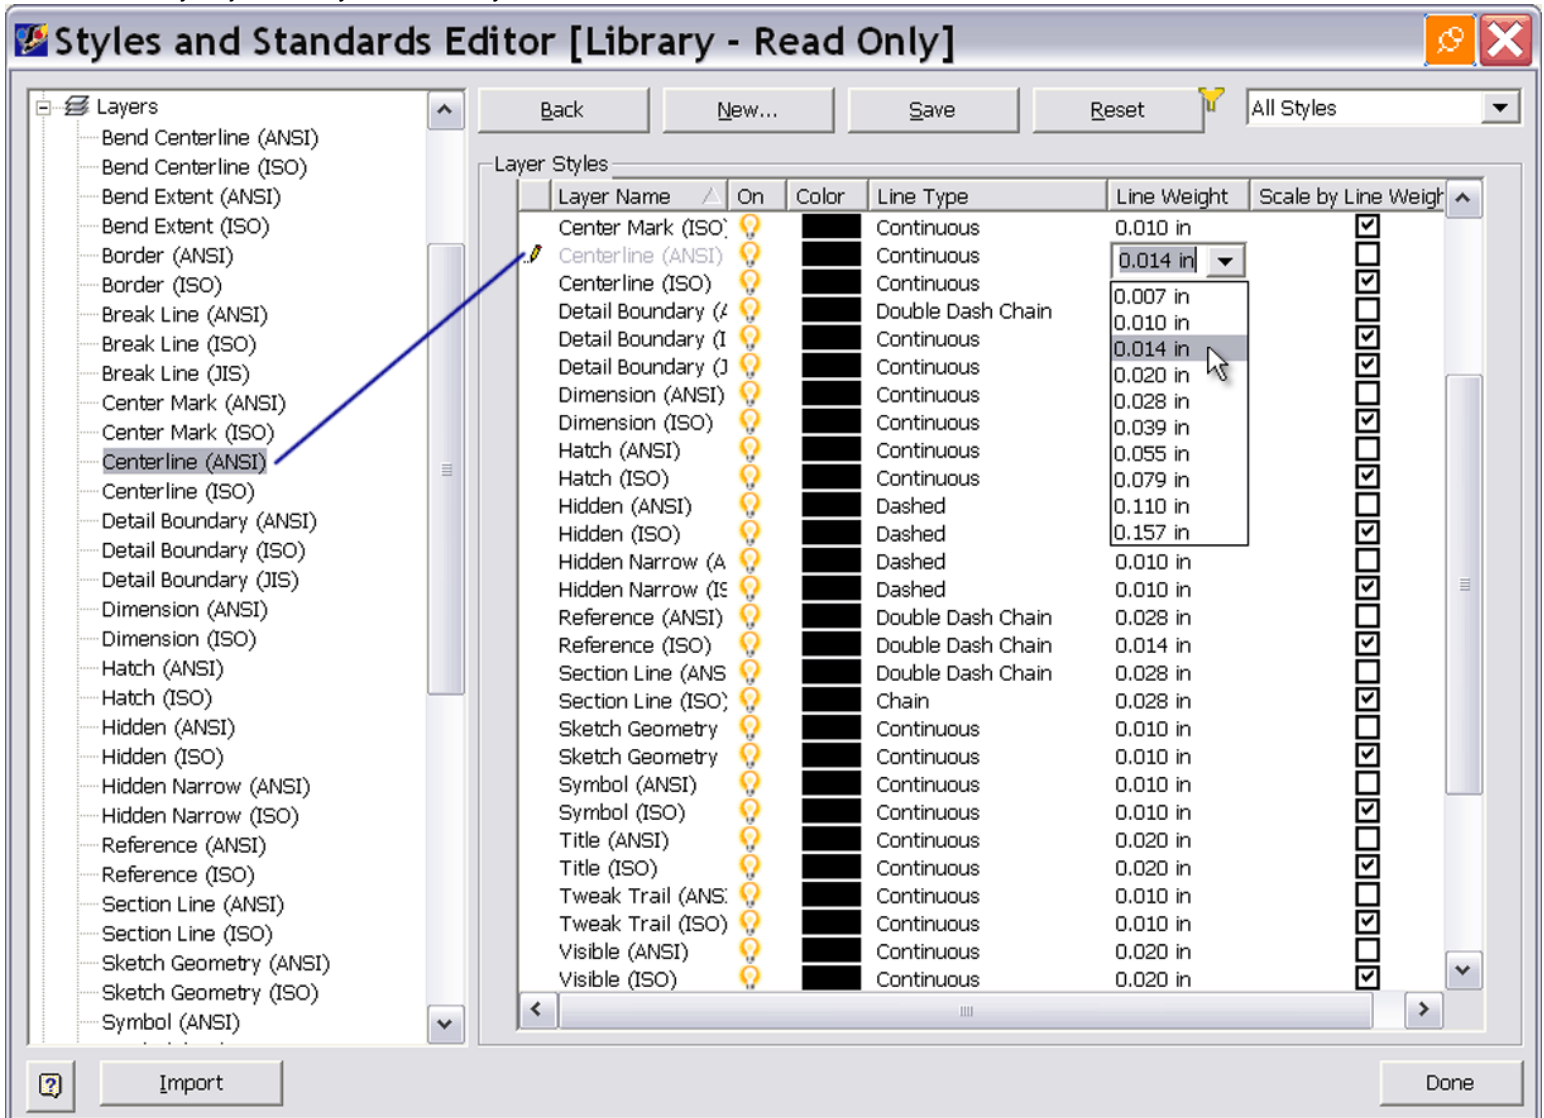 Styles and Standards Editor [Library - Read Only]
Layers
Bend Centerline (ANSI)
Bend Centerline (ISO)
Bend Extent (ANSI)
Bend Extent (ISO)
Border (ANSI)
Border (ISO)
Break Line (ANSI)
Break Line (ISO)
Break Line (JIS)
Center Mark (ANSI)
Center Mark (ISO)
Centerline (ANSI)
Centerline (ISO)
Detail Boundary (ANSI)
Detail Boundary (ISO)
Detail Boundary (JIS)
Dimension (ANSI)
Dimension (ISO)
Hatch (ANSI)
Hatch (ISO)
Hidden (ANSI)
Hidden (ISO)
Hidden Narrow (ANSI)
Hidden Narrow (ISO)
Reference (ANSI)
Reference (ISO)
Section Line (ANSI)
Section Line (ISO)
Sketch Geometry (ANSI)
Sketch Geometry (ISO)
Symbol (ANSI)
Back New... Save Reset All Styles
Layer Styles
Layer Name On Color Line Type Line Weight Scale by Line Weigh
Center Mark (ISO) Continuous 0.010 in
Centerline (ANSI) Continuous 0.014 in
Centerline (ISO) Continuous
0.007 in
Detail Boundary (A Double Dash Chain
0.010 in
Detail Boundary (I Continuous
0.014 in
Detail Boundary (J Continuous
0.020 in
Dimension (ANSI) Continuous
0.028 in
Dimension (ISO) Continuous
0.039 in
Hatch (ANSI) Continuous
0.055 in
Hatch (ISO) Continuous
0.079 in
Hidden (ANSI) Dashed
0.110 in
Hidden (ISO) Dashed
0.157 in
Hidden Narrow (A Dashed 0.010 in
Hidden Narrow (IS Dashed 0.010 in
Reference (ANSI) Double Dash Chain 0.028 in
Reference (ISO) Double Dash Chain 0.014 in
Section Line (ANS Double Dash Chain 0.028 in
Section Line (ISO) Chain 0.028 in
Sketch Geometry Continuous 0.010 in
Sketch Geometry Continuous 0.010 in
Symbol (ANSI) Continuous 0.010 in
Symbol (ISO) Continuous 0.010 in
Title (ANSI) Continuous 0.020 in
Title (ISO) Continuous 0.020 in
Tweak Trail (ANS Continuous 0.010 in
Tweak Trail (ISO) Continuous 0.010 in
Visible (ANSI) Continuous 0.020 in
Visible (ISO) Continuous 0.020 in
? Import Done